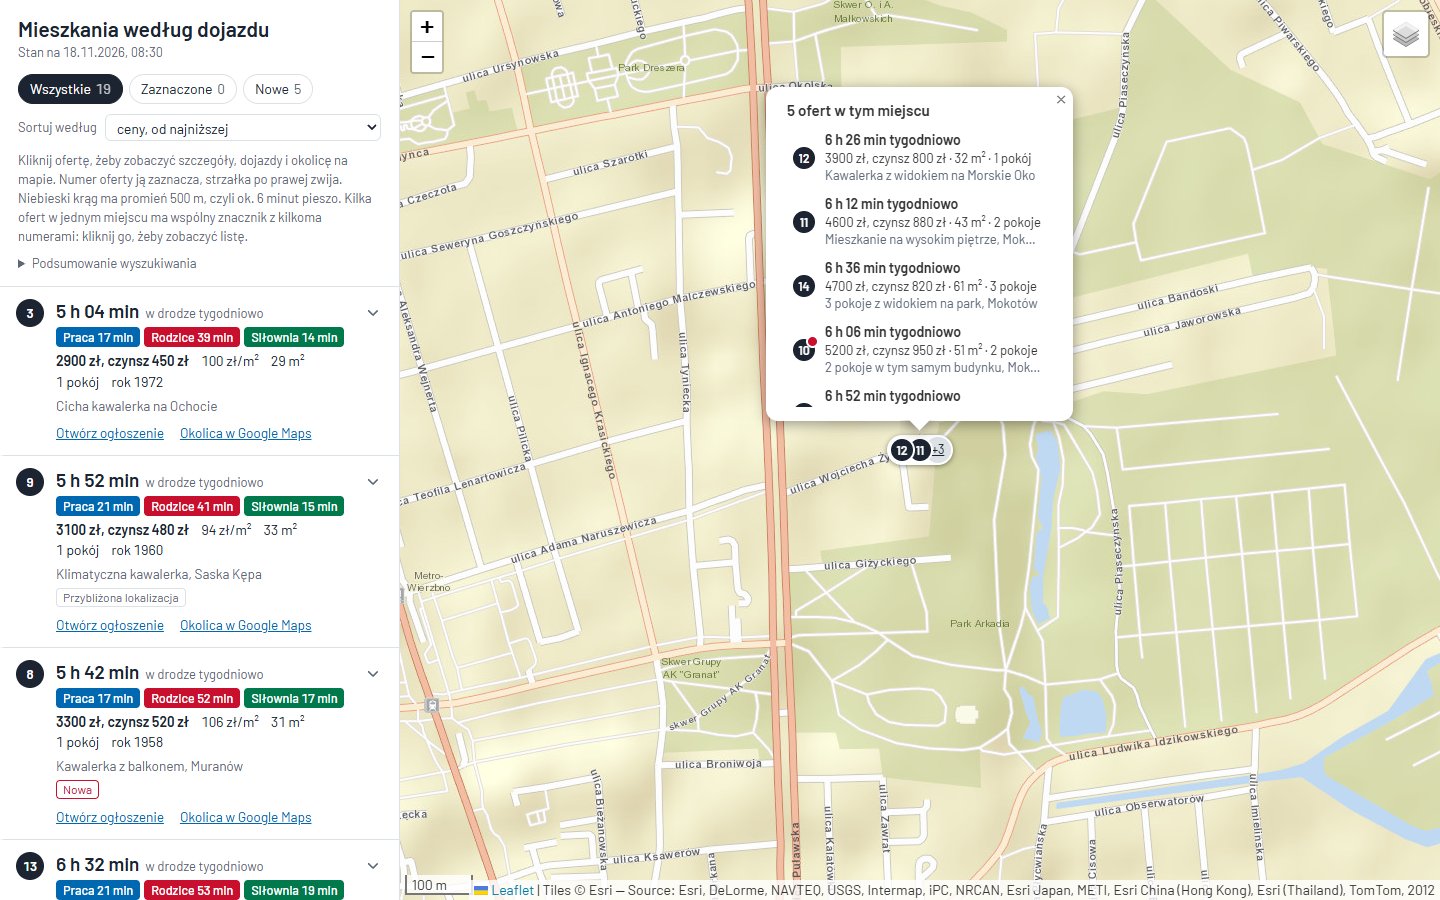 Mieszkania według dojazdu
Stan na 18.11.2026, 08:30
Wszystkie 19
Zaznaczone 0
Nowe 5
Sortuj według
ceny, od najniższej
Kliknij ofertę, żeby zobaczyć szczegóły, dojazdy i okolicę na
mapie. Numer oferty ją zaznacza, strzałka po prawej zwija.
Niebieski krąg ma promień 500 m, czyli ok. 6 minut pieszo. Kilka
ofert w jednym miejscu ma wspólny znacznik z kilkoma
numerami: kliknij go, żeby zobaczyć listę.
Podsumowanie wyszukiwania
3
5 h 04 min w drodze tygodniowo
Praca 17 min Rodzice 39 min Siłownia 14 min
2900 zł, czynsz 450 zł 100 zł/m² 29 m²
1 pokój rok 1972
Cicha kawalerka na Ochocie
Otwórz ogłoszenie Okolica w Google Maps
9
5 h 52 min w drodze tygodniowo
Praca 21 min Rodzice 41 min Siłownia 15 min
3100 zł, czynsz 480 zł 94 zł/m² 33 m²
1 pokój rok 1960
Klimatyczna kawalerka, Saska Kępa
Przybliżona lokalizacja
Otwórz ogłoszenie Okolica w Google Maps
8
5 h 42 min w drodze tygodniowo
Praca 17 min Rodzice 52 min Siłownia 17 min
3300 zł, czynsz 520 zł 106 zł/m² 31 m²
1 pokój rok 1958
Kawalerka z balkonem, Muranów
Nowa
Otwórz ogłoszenie Okolica w Google Maps
13
6 h 32 min w drodze tygodniowo
Praca 21 min Rodzice 53 min Siłownia 19 min
+
−
5 ofert w tym miejscu
×
12
6 h 26 min tygodniowo
3900 zł, czynsz 800 zł · 32 m² · 1 pokój
Kawalerka z widokiem na Morskie Oko
11
6 h 12 min tygodniowo
4600 zł, czynsz 880 zł · 43 m² · 2 pokoje
Mieszkanie na wysokim piętrze, Mok...
14
6 h 36 min tygodniowo
4700 zł, czynsz 820 zł · 61 m² · 3 pokoje
3 pokoje z widokiem na park, Mokotów
10
6 h 06 min tygodniowo
5200 zł, czynsz 950 zł · 51 m² · 2 pokoje
2 pokoje w tym samym budynku, Mok...
6 h 52 min tygodniowo
12 11 +3
Skwer O. i A.
Małkowskich
ulica Ursynowska
Park Dreszera
ulica Okolska
ulica Piwarskiego
ulica Piaseczyńska
ulica Szarotki
a Czeczota
ulica Seweryna Goszczyńskiego
ulica Antoniego Malczewskiego
ulica Bandoski
ulica Jaworowska
Aleksandra Wejnerta
ulica Ignacego Krasickiego
ulica Tyniecka
ulica Pilicka
ca Teofila Lenartowicza
ulica Wojciecha Ży
ulica Adama Naruszewicza
ulica Giżyckiego
ulica Piaseczyńska
Metro-
Wierzbno
Park Arkadia
Skwer Grupy
AK "Granat"
skwer Grupy AK Granat
ulica Ludwika Idzikowskiego
ulica Broniwoja
ulica Bieżanowska
ulica Obserwatorów
ulica Imielinska
ulica Zawrat
ulica Kalatów
Puławska
ulica Ksawerów
Cisowa
100 m
Leaflet | Tiles © Esri — Source: Esri, DeLorme, NAVTEQ, USGS, Intermap, iPC, NRCAN, Esri Japan, METI, Esri China (Hong Kong), Esri (Thailand), TomTom, 2012